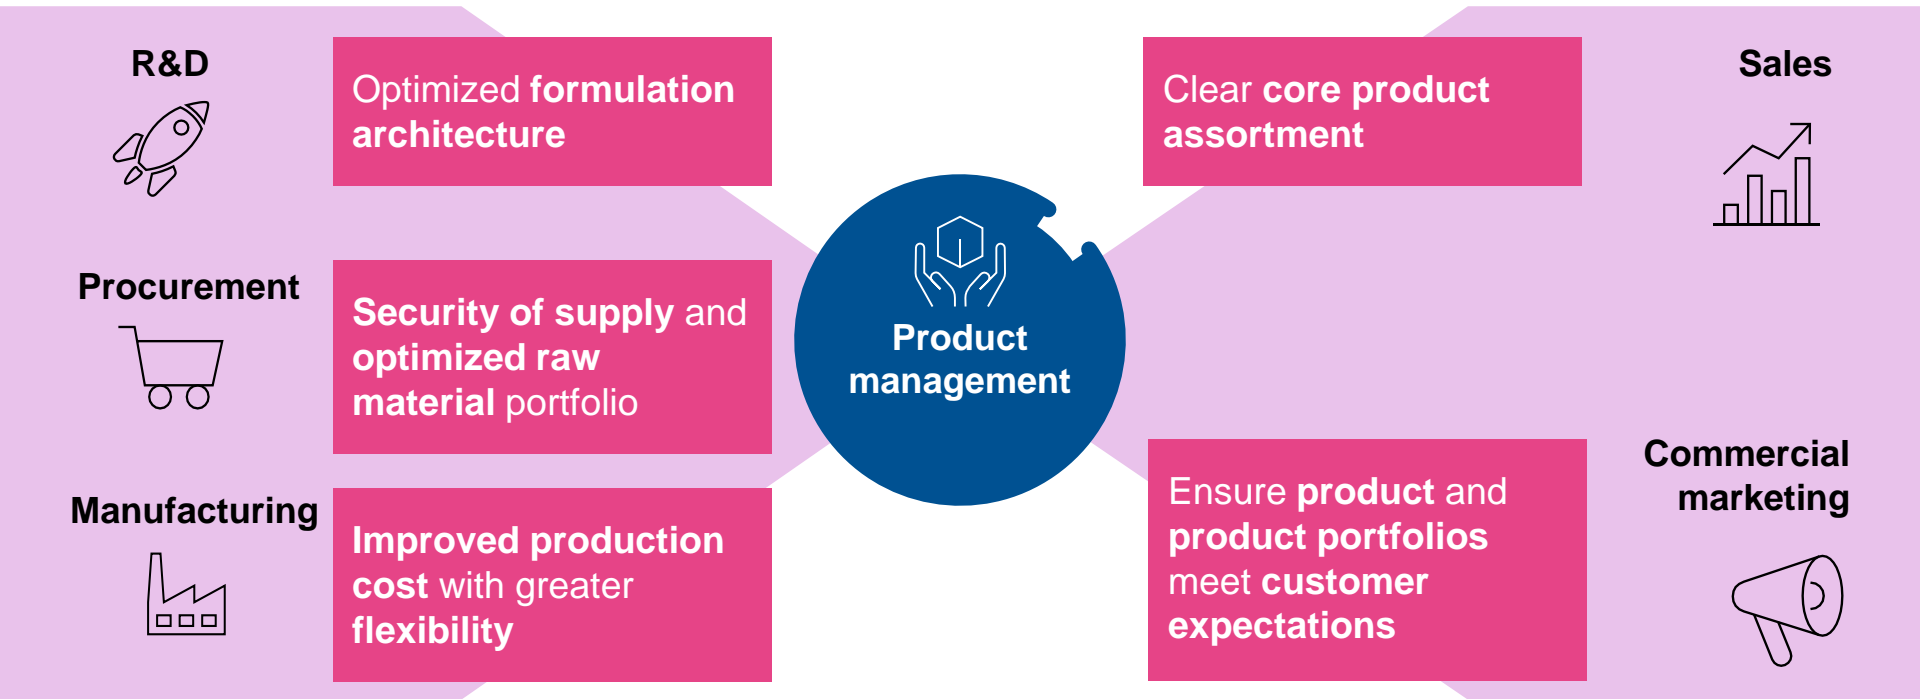 R&D
Optimized formulation
architecture
Procurement
Security of supply and
optimized raw
material portfolio
Manufacturing
Improved production
cost with greater
flexibility
Product
management
Clear core product
assortment
Sales
Ensure product and
product portfolios
meet customer
expectations
Commercial
marketing